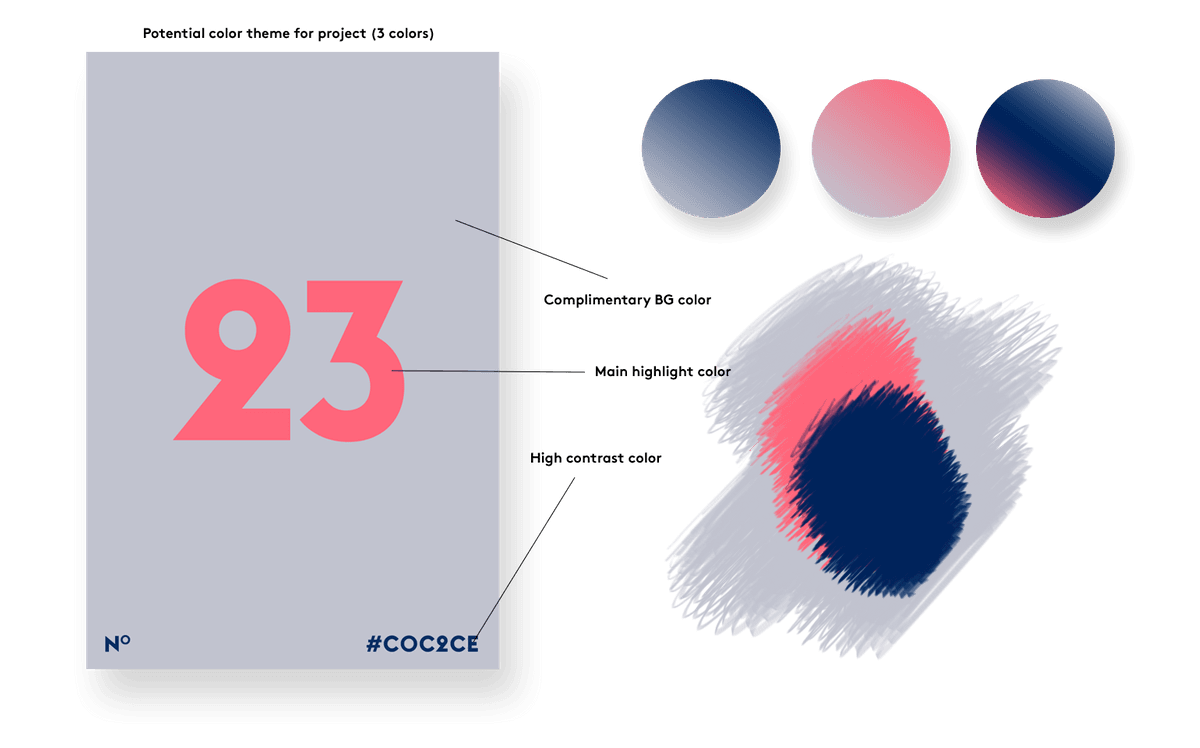 Potential color theme for project (3 colors)
Complimentary BG color
23
Main highlight color
High contrast color
Nº
#C0C2CE